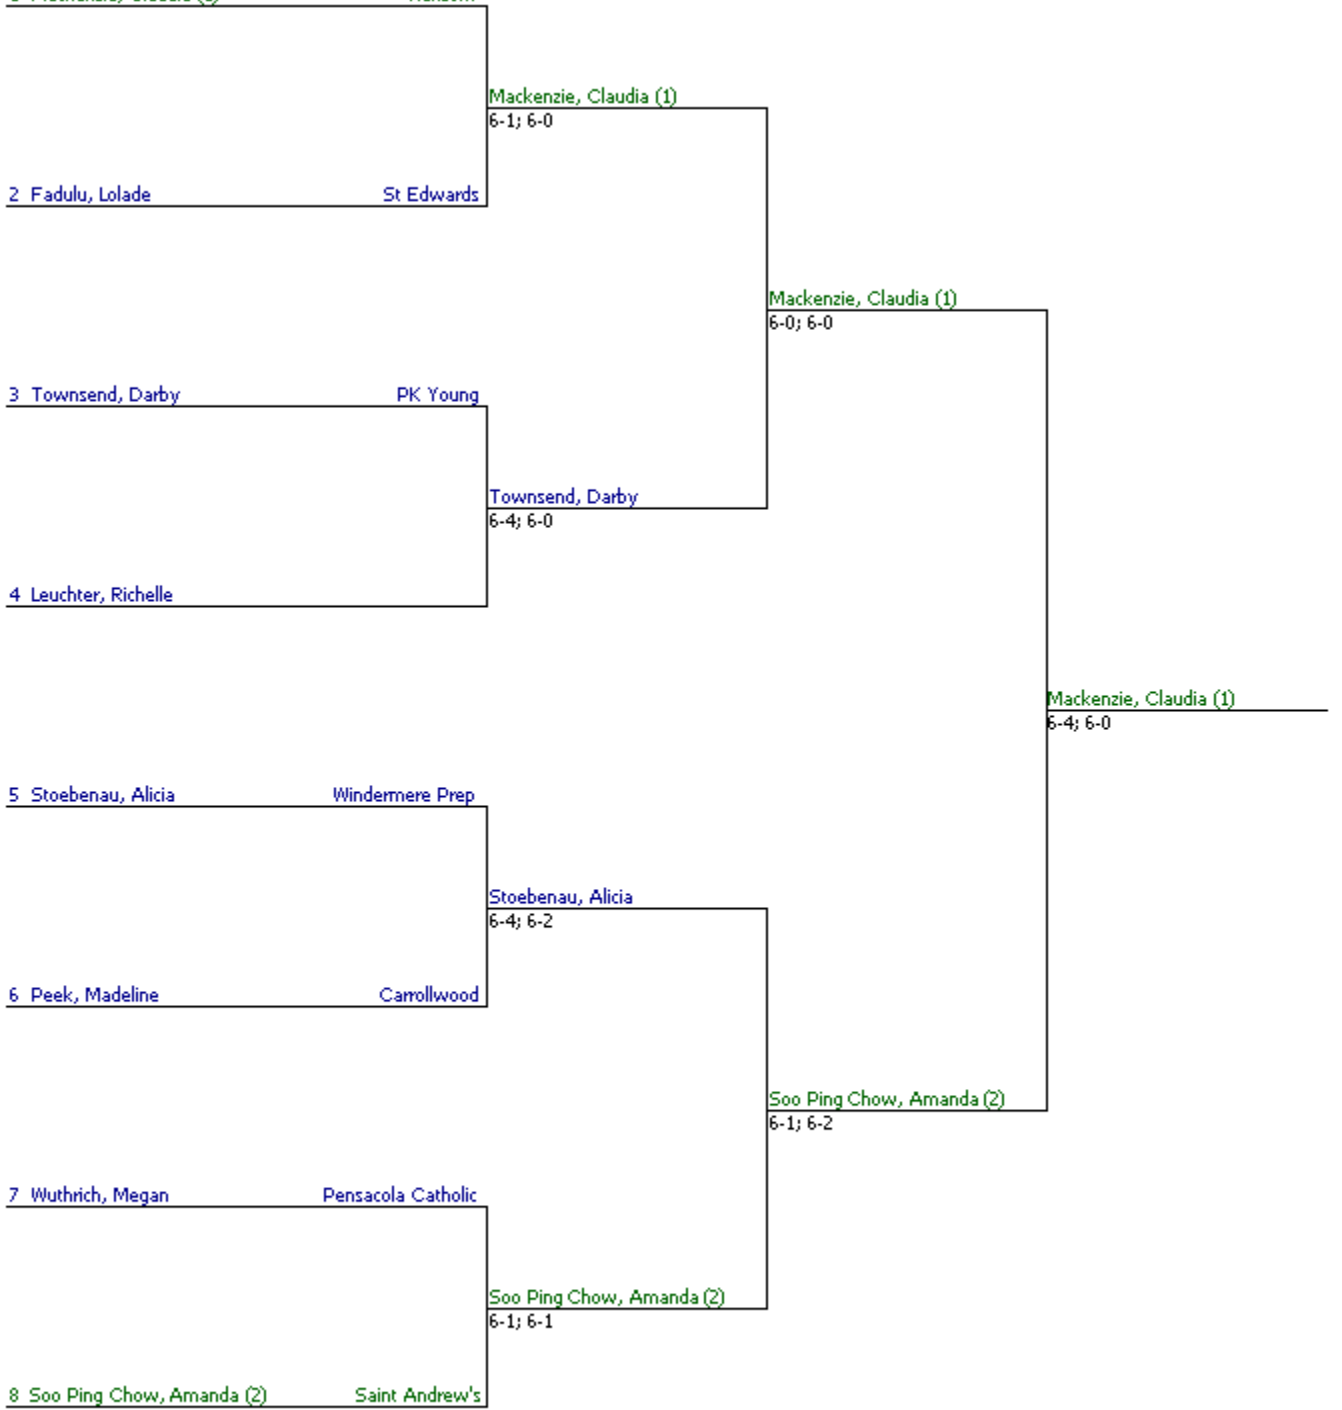 Mackenzie, Claudia (1)
6-1; 6-0
2 Fadulu, Lolade St Edwards
Mackenzie, Claudia (1)
6-0; 6-0
3 Townsend, Darby PK Young
Townsend, Darby
6-4; 6-0
4 Leuchter, Richelle
Mackenzie, Claudia (1)
6-4; 6-0
5 Stoebenau, Alicia Windermere Prep
Stoebenau, Alicia
6-4; 6-2
6 Peek, Madeline Carrollwood
Soo Ping Chow, Amanda (2)
6-1; 6-2
7 Wuthrich, Megan Pensacola Catholic
Soo Ping Chow, Amanda (2)
6-1; 6-1
8 Soo Ping Chow, Amanda (2) Saint Andrew's